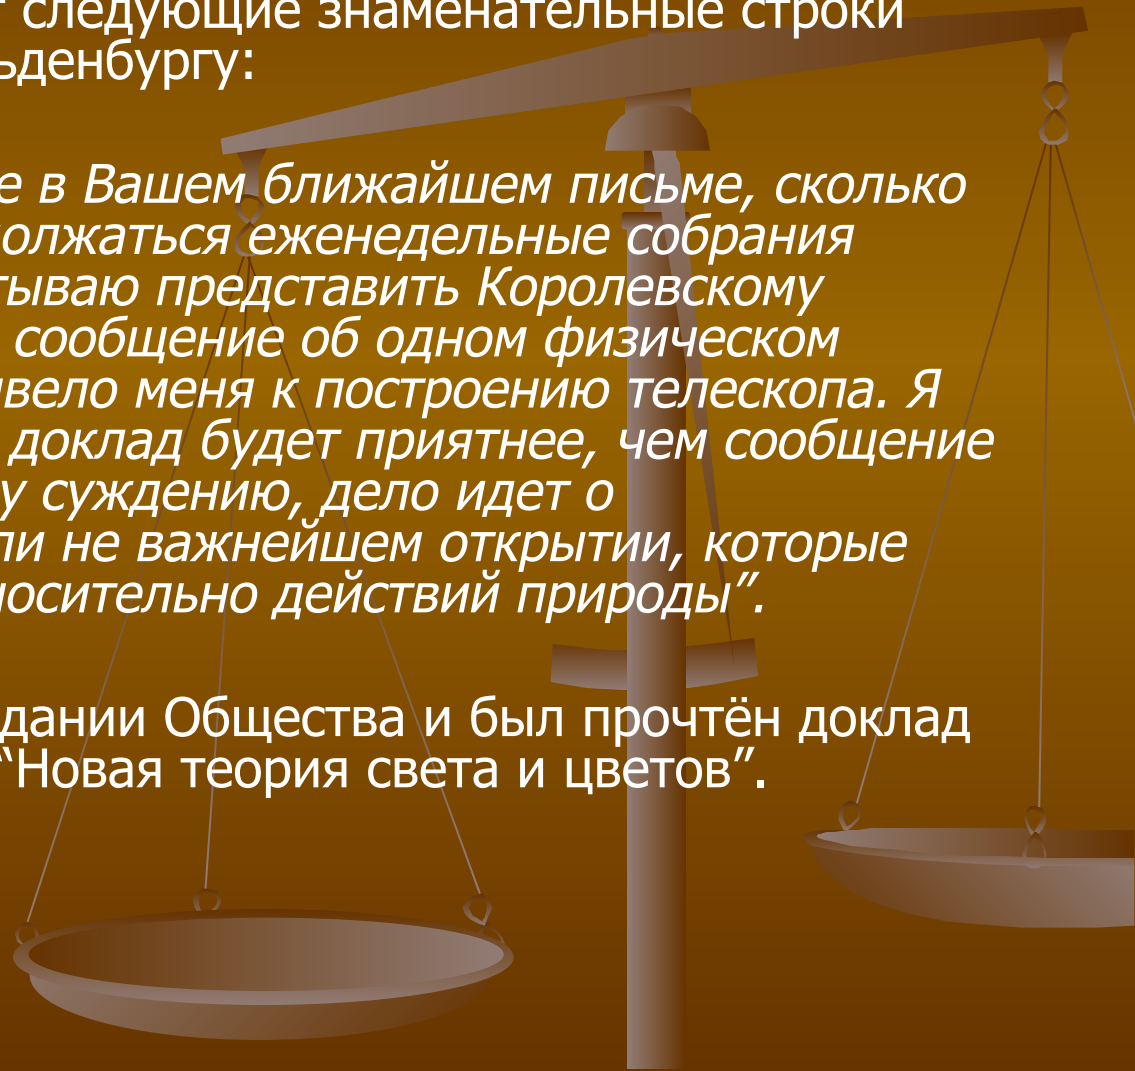 следующие знаменательные строки
ьденбургу:
е в Вашем ближайшем письме, сколько
олжаться еженедельные собрания
тываю представить Королевскому
сообщение об одном физическом
ивело меня к построению телескопа. Я
доклад будет приятнее, чем сообщение
у суждению, дело идет о
ли не важнейшем открытии, которые
носительно действий природы”.
дании Общества и был прочтён доклад
“Новая теория света и цветов”.